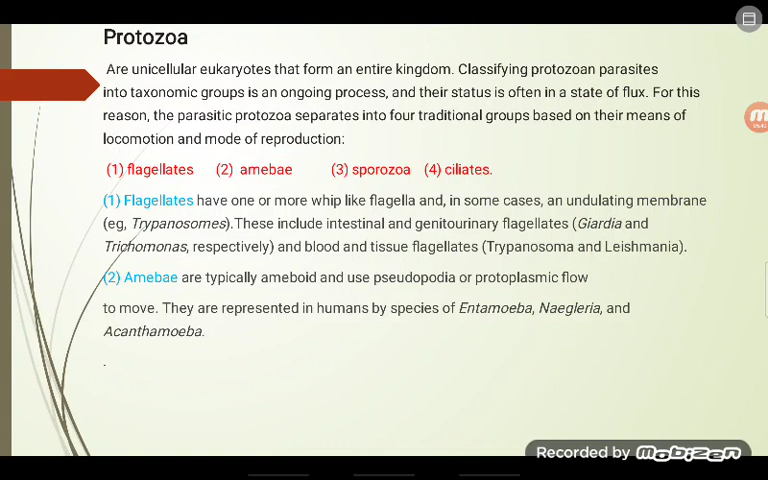 Protozoa
Are unicellular eukaryotes that form an entire kingdom. Classifying protozoan parasites
into taxonomic groups is an ongoing process, and their status is often in a state of flux. For this
reason, the parasitic protozoa separates into four traditional groups based on their means of
locomotion and mode of reproduction:
(1) flagellates (2) amebae (3) sporozoa (4) ciliates.
(1) Flagellates have one or more whip like flagella and, in some cases, an undulating membrane
(eg, Trypanosomes).These include intestinal and genitourinary flagellates (Giardia and
Trichomonas, respectively) and blood and tissue flagellates (Trypanosoma and Leishmania).
(2) Amebae are typically ameboid and use pseudopodia or protoplasmic flow
to move. They are represented in humans by species of Entamoeba, Naegleria, and
Acanthamoeba.
.
Recorded by mobizen